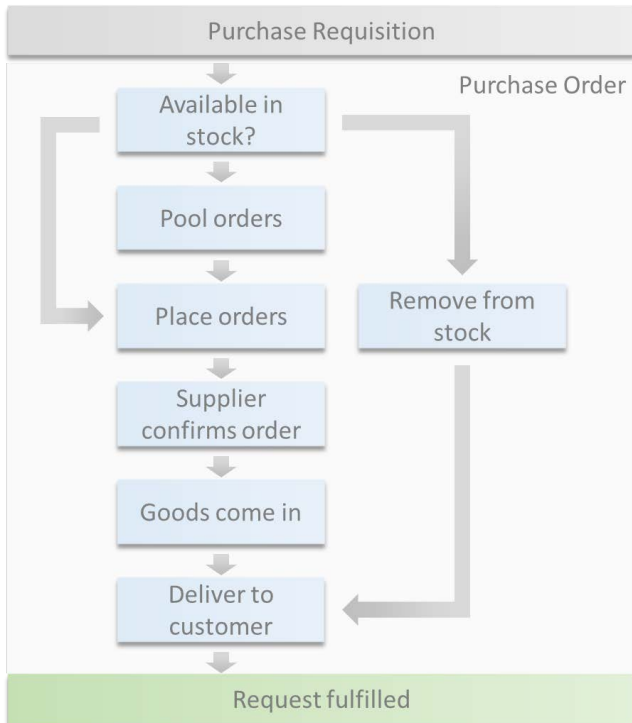 Purchase Requisition
Purchase Order
Available in
stock?
Pool orders
Place orders
Remove from
stock
Supplier
confirms order
Goods come in
Deliver to
customer
Request fulfilled